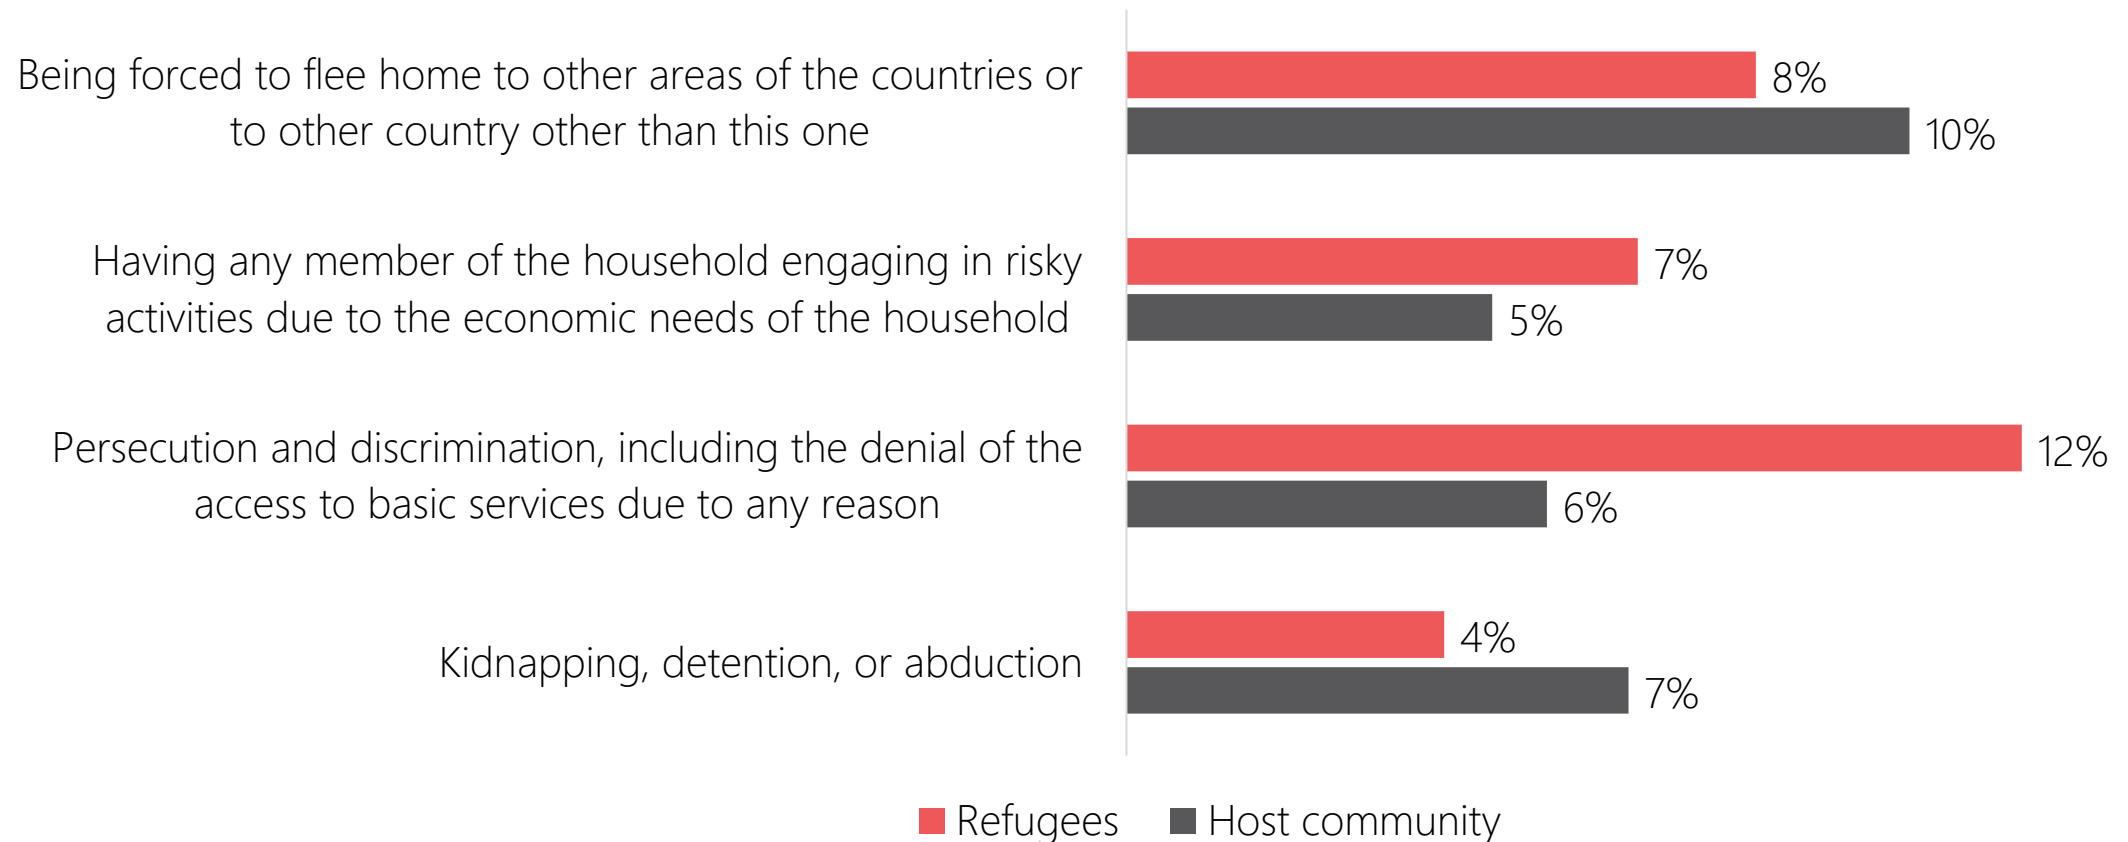 Being forced to flee home to other areas of the countries or
to other country other than this one
8%
10%
Having any member of the household engaging in risky
activities due to the economic needs of the household
7%
5%
Persecution and discrimination, including the denial of the
access to basic services due to any reason
12%
6%
Kidnapping, detention, or abduction
4%
7%
Refugees
Host community